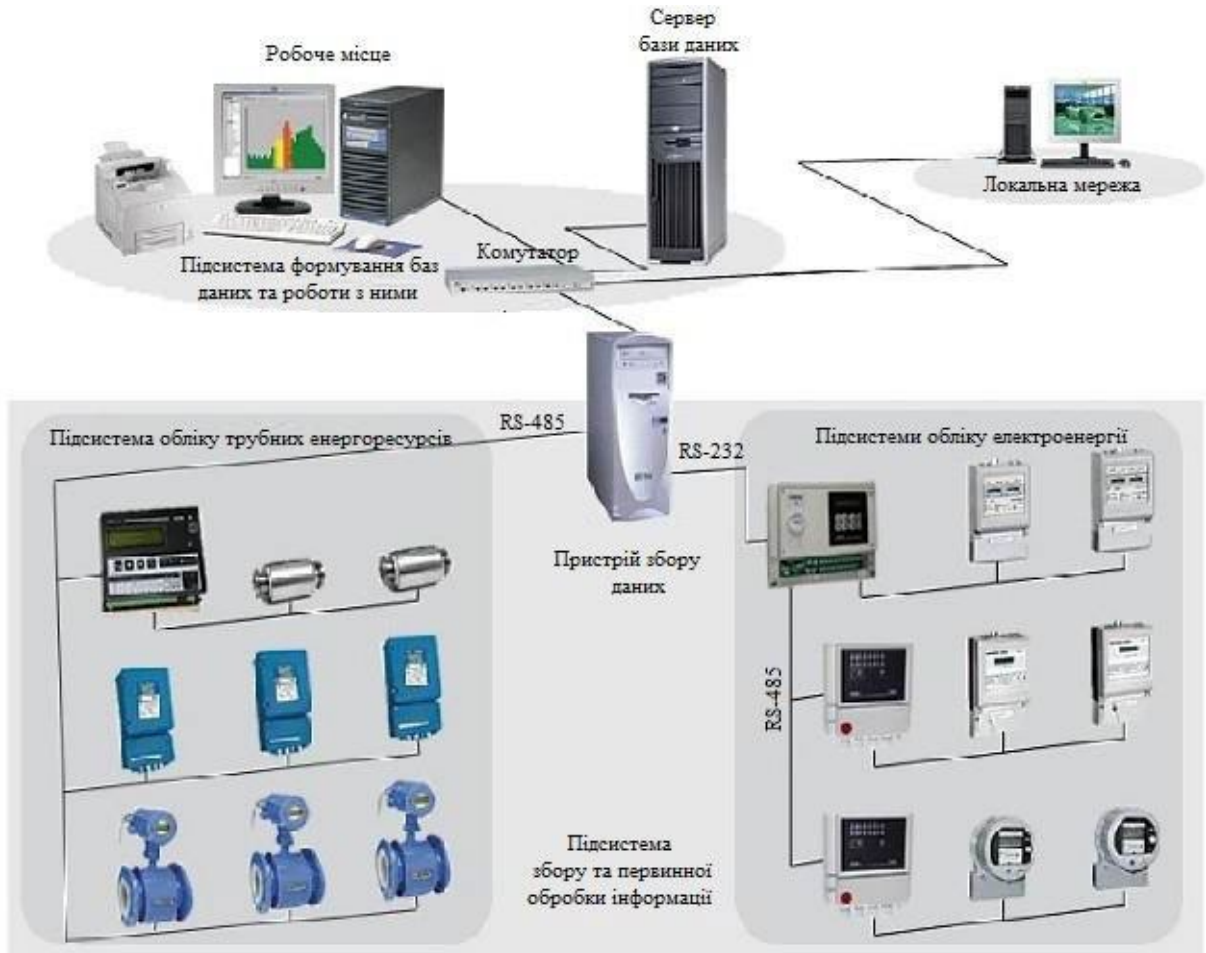 Сервер
бази даних
Робоче місце
Локальна мережа
Комутатор
Підсистема формування баз
даних та роботи з ними
RS-485
Підсистема обліку трубних енергоресурсів
RS-232
Підсистеми обліку електроенергії
Пристрій збору
даних
RS-485
Підсистема
збору та первинної
обробки інформації